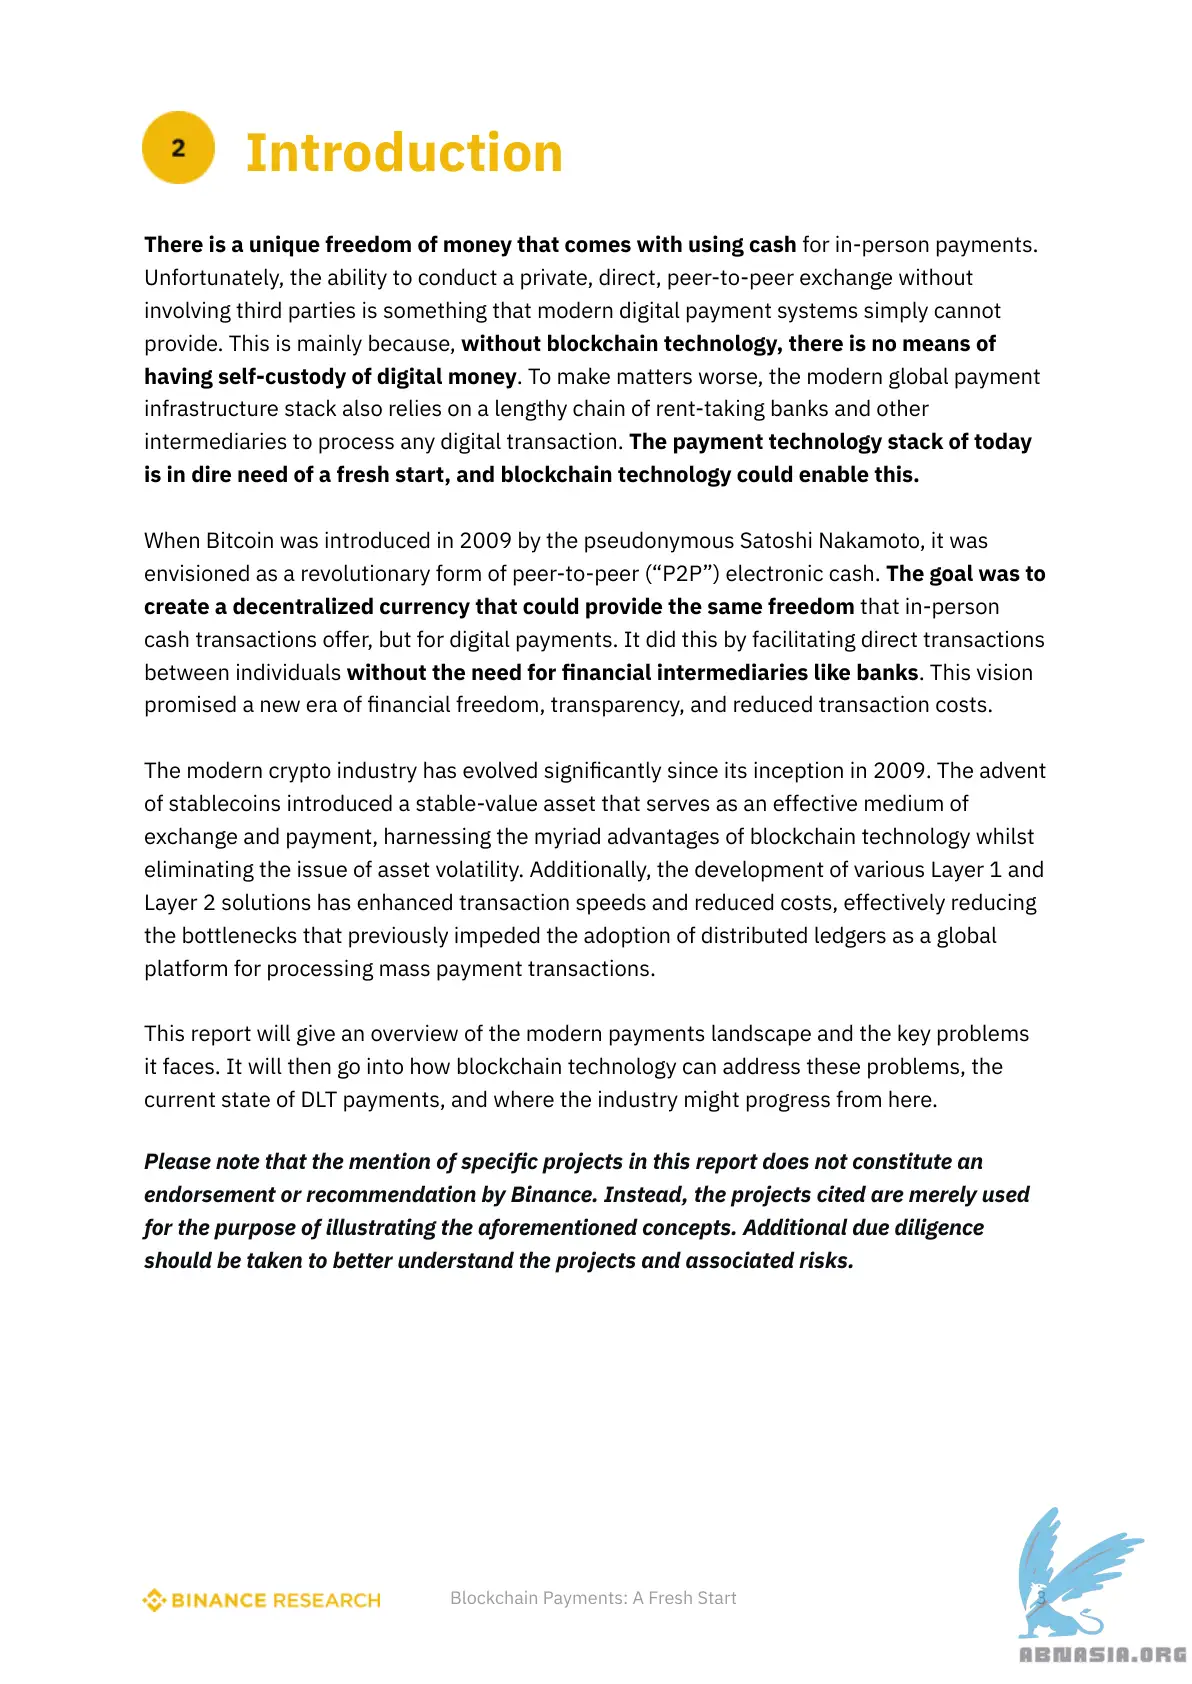 2 Introduction
There is a unique freedom of money that comes with using cash for in-person payments.
Unfortunately, the ability to conduct a private, direct, peer-to-peer exchange without
involving third parties is something that modern digital payment systems simply cannot
provide. This is mainly because, without blockchain technology, there is no means of
having self-custody of digital money. To make matters worse, the modern global payment
infrastructure stack also relies on a lengthy chain of rent-taking banks and other
intermediaries to process any digital transaction. The payment technology stack of today
is in dire need of a fresh start, and blockchain technology could enable this.
When Bitcoin was introduced in 2009 by the pseudonymous Satoshi Nakamoto, it was
envisioned as a revolutionary form of peer-to-peer (“P2P”) electronic cash. The goal was to
create a decentralized currency that could provide the same freedom that in-person
cash transactions offer, but for digital payments. It did this by facilitating direct transactions
between individuals without the need for financial intermediaries like banks. This vision
promised a new era of financial freedom, transparency, and reduced transaction costs.
The modern crypto industry has evolved significantly since its inception in 2009. The advent
of stablecoins introduced a stable-value asset that serves as an effective medium of
exchange and payment, harnessing the myriad advantages of blockchain technology whilst
eliminating the issue of asset volatility. Additionally, the development of various Layer 1 and
Layer 2 solutions has enhanced transaction speeds and reduced costs, effectively reducing
the bottlenecks that previously impeded the adoption of distributed ledgers as a global
platform for processing mass payment transactions.
This report will give an overview of the modern payments landscape and the key problems
it faces. It will then go into how blockchain technology can address these problems, the
current state of DLT payments, and where the industry might progress from here.
Please note that the mention of specific projects in this report does not constitute an
endorsement or recommendation by Binance. Instead, the projects cited are merely used
for the purpose of illustrating the aforementioned concepts. Additional due diligence
should be taken to better understand the projects and associated risks.
BINANCE RESEARCH
Blockchain Payments: A Fresh Start
3
ABNASIA.ORG